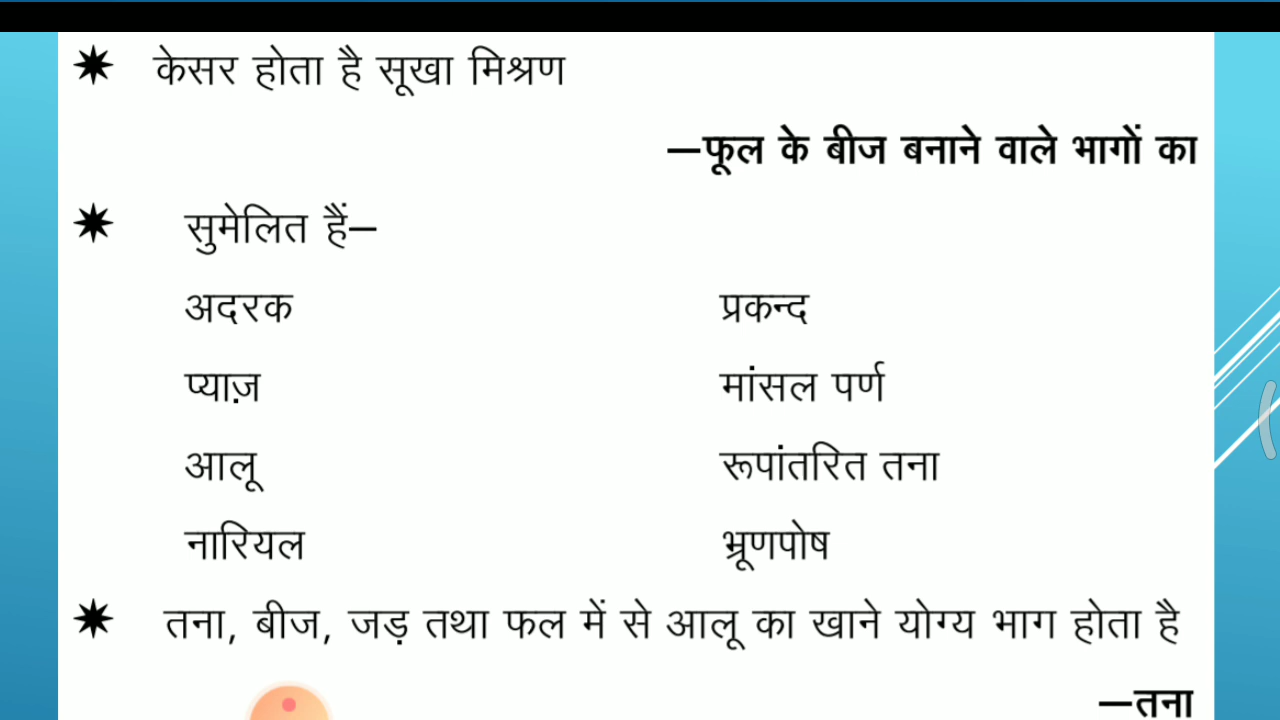 ✷ केसर होता है सूखा मिश्रण
—फूल के बीज बनाने वाले भागों का
✷ सुमेलित हैं–
अदरक प्रकन्द
प्याज़ मांसल पर्ण
आलू रूपांतरित तना
नारियल भ्रूणपोष
✷ तना, बीज, जड़ तथा फल में से आलू का खाने योग्य भाग होता है
—तना